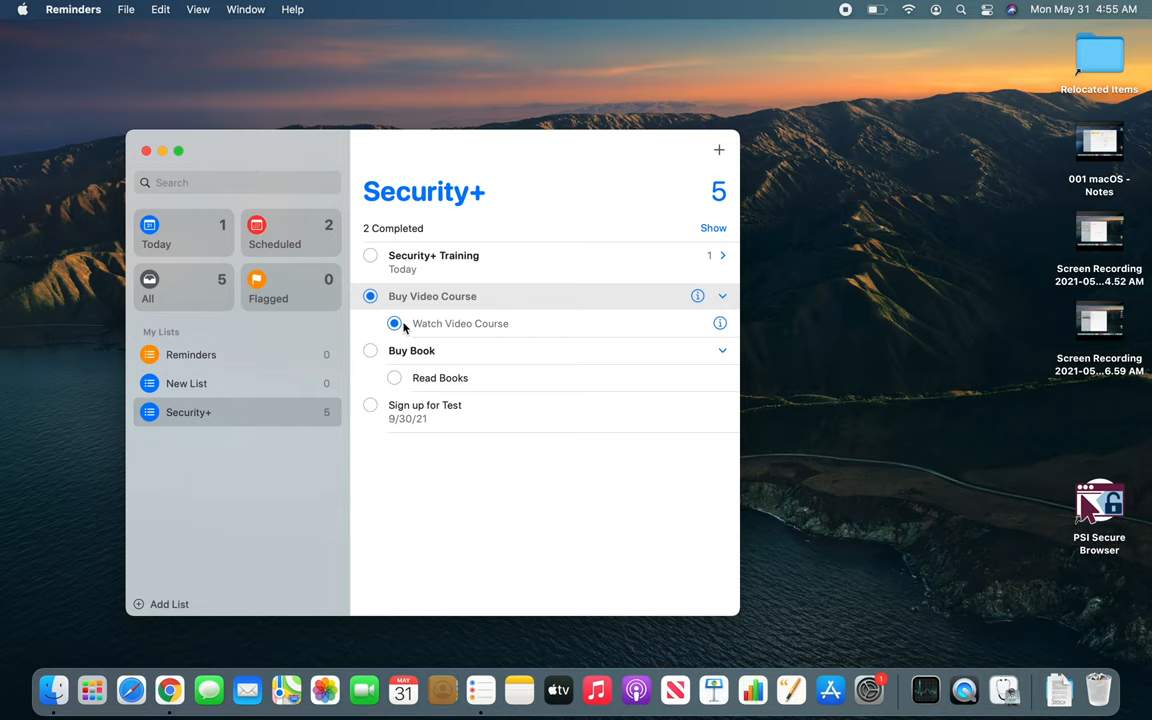 Reminders File Edit View Window Help Mon May 31 4:55 AM
Relocated Items
001 macOS -
Notes
Screen Recording
2021-05...4.52 AM
Screen Recording
2021-05...6.59 AM
PSI Secure
Browser
Search
Today 1
Scheduled 2
All 5
Flagged 0
My Lists
Reminders 0
New List 0
Security+ 5
Add List
Security+ 5
2 Completed Show
Security+ Training 1
Today
Buy Video Course
Watch Video Course
Buy Book
Read Books
Sign up for Test
9/30/21
MAY
31
tv
1